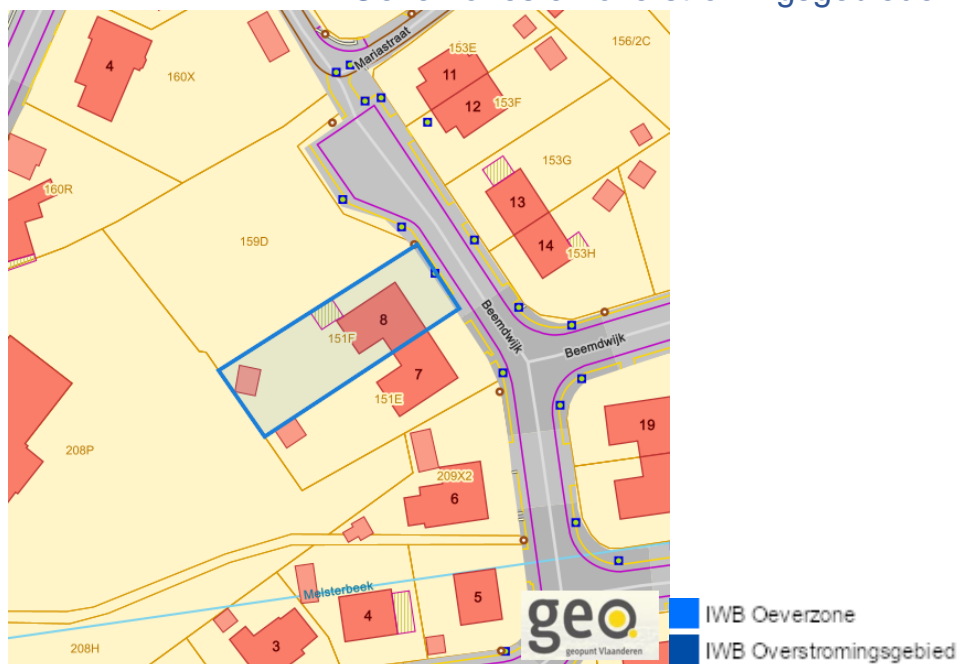 Mariastraat
153E
156/2C
4
160X
11
12
153F
153G
160R
13
159D
14
153H
8
Beemdwijk
Beemdwijk
151F
7
151E
19
208P
209X2
6
Meisterbeek
4
5
3
208H
geo.
geopunt Vlaanderen
IWB Oeverzone
IWB Overstromingsgebied